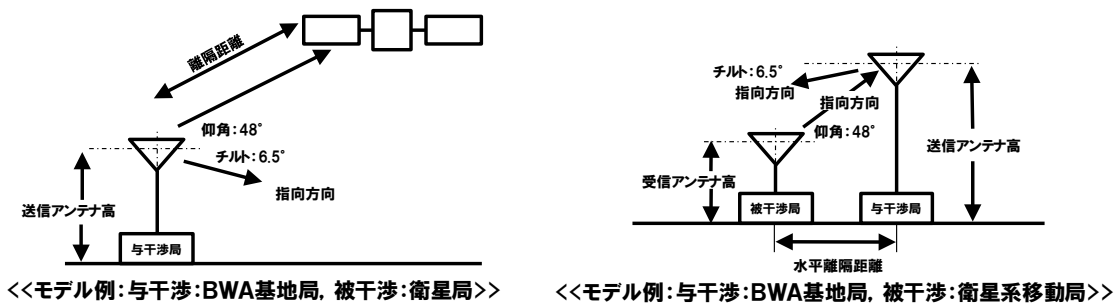 離隔距離
仰角:48°
チルト:6.5°
指向方向
送信アンテナ高
与干渉局
<<モデル例:与干渉:BWA基地局, 被干渉:衛星局>>
チルト:6.5°
指向方向
指向方向
仰角:48°
受信アンテナ高
送信アンテナ高
被干渉局
与干渉局
水平離隔距離
<<モデル例:与干渉:BWA基地局, 被干渉:衛星系移動局>>